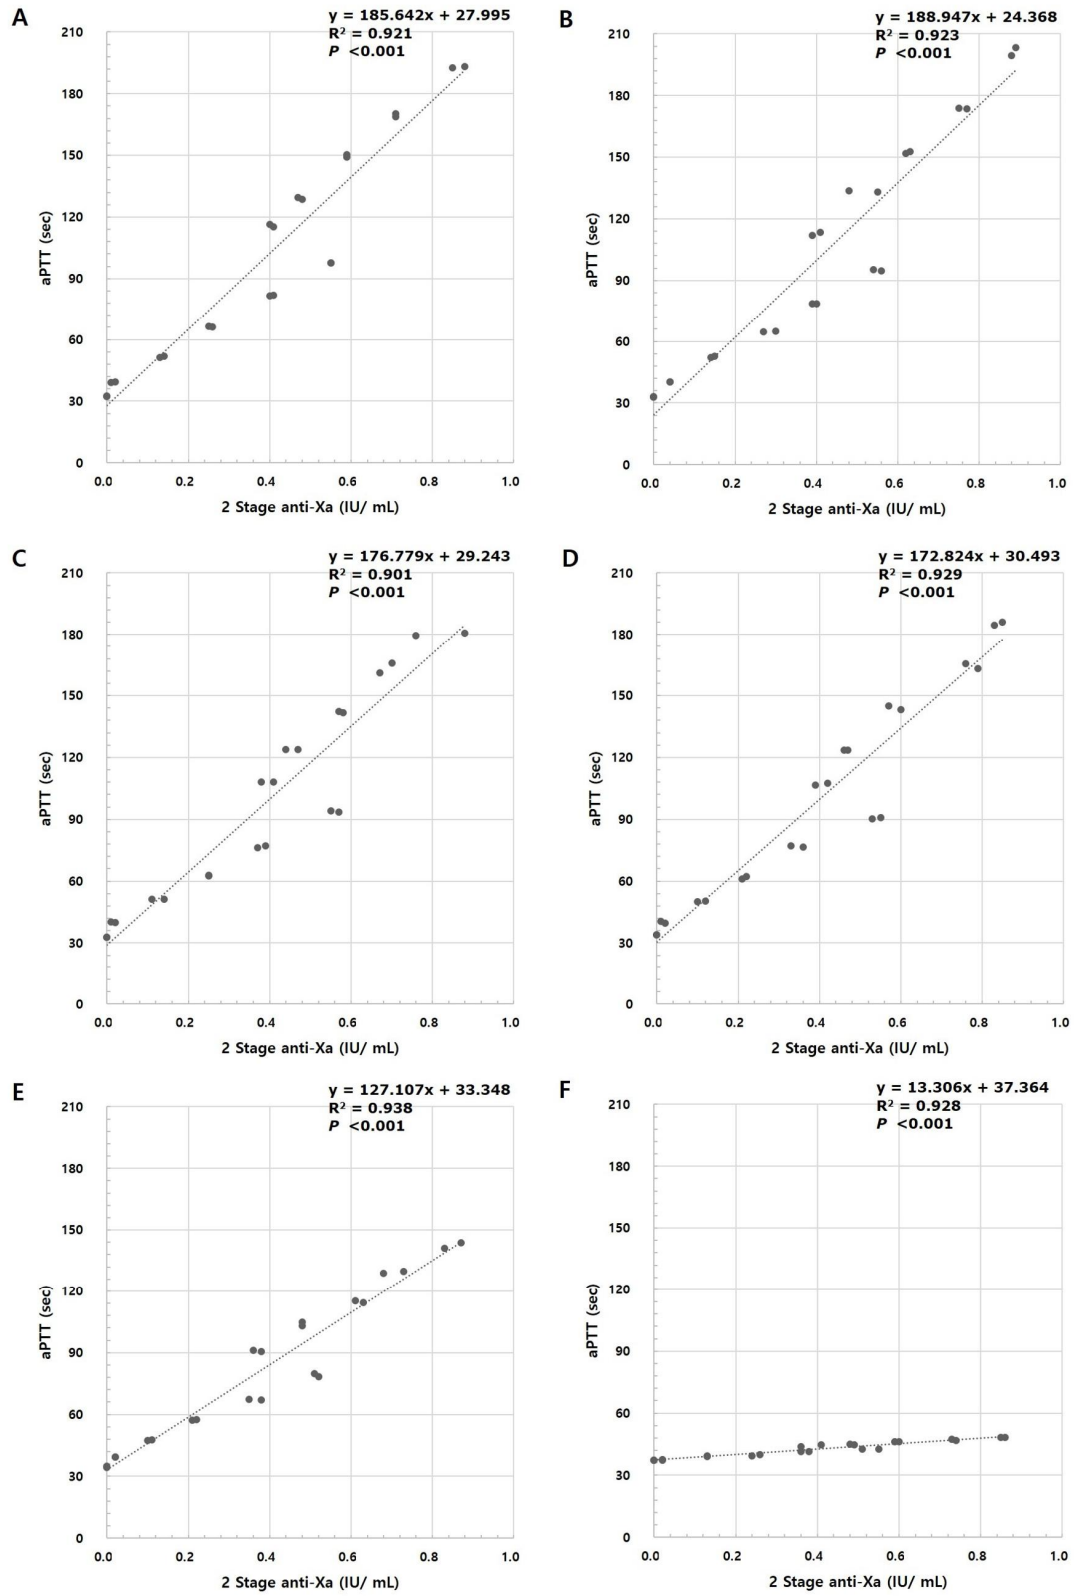 A
y = 185.642x + 27.995
R² = 0.921
P <0.001
210
180
150
120
90
60
30
0
aPTT (sec)
0.0 0.2 0.4 0.6 0.8 1.0
2 Stage anti-Xa (IU/ mL)
B
y = 188.947x + 24.368
R² = 0.923
P <0.001
210
180
150
120
90
60
30
0
aPTT (sec)
0.0 0.2 0.4 0.6 0.8 1.0
2 Stage anti-Xa (IU/ mL)
C
y = 176.779x + 29.243
R² = 0.901
P <0.001
210
180
150
120
90
60
30
0
aPTT (sec)
0.0 0.2 0.4 0.6 0.8 1.0
2 Stage anti-Xa (IU/ mL)
D
y = 172.824x + 30.493
R² = 0.929
P <0.001
210
180
150
120
90
60
30
0
aPTT (sec)
0.0 0.2 0.4 0.6 0.8 1.0
2 Stage anti-Xa (IU/ mL)
E
y = 127.107x + 33.348
R² = 0.938
P <0.001
210
180
150
120
90
60
30
0
aPTT (sec)
0.0 0.2 0.4 0.6 0.8 1.0
2 Stage anti-Xa (IU/ mL)
F
y = 13.306x + 37.364
R² = 0.928
P <0.001
210
180
150
120
90
60
30
0
aPTT (sec)
0.0 0.2 0.4 0.6 0.8 1.0
2 Stage anti-Xa (IU/ mL)